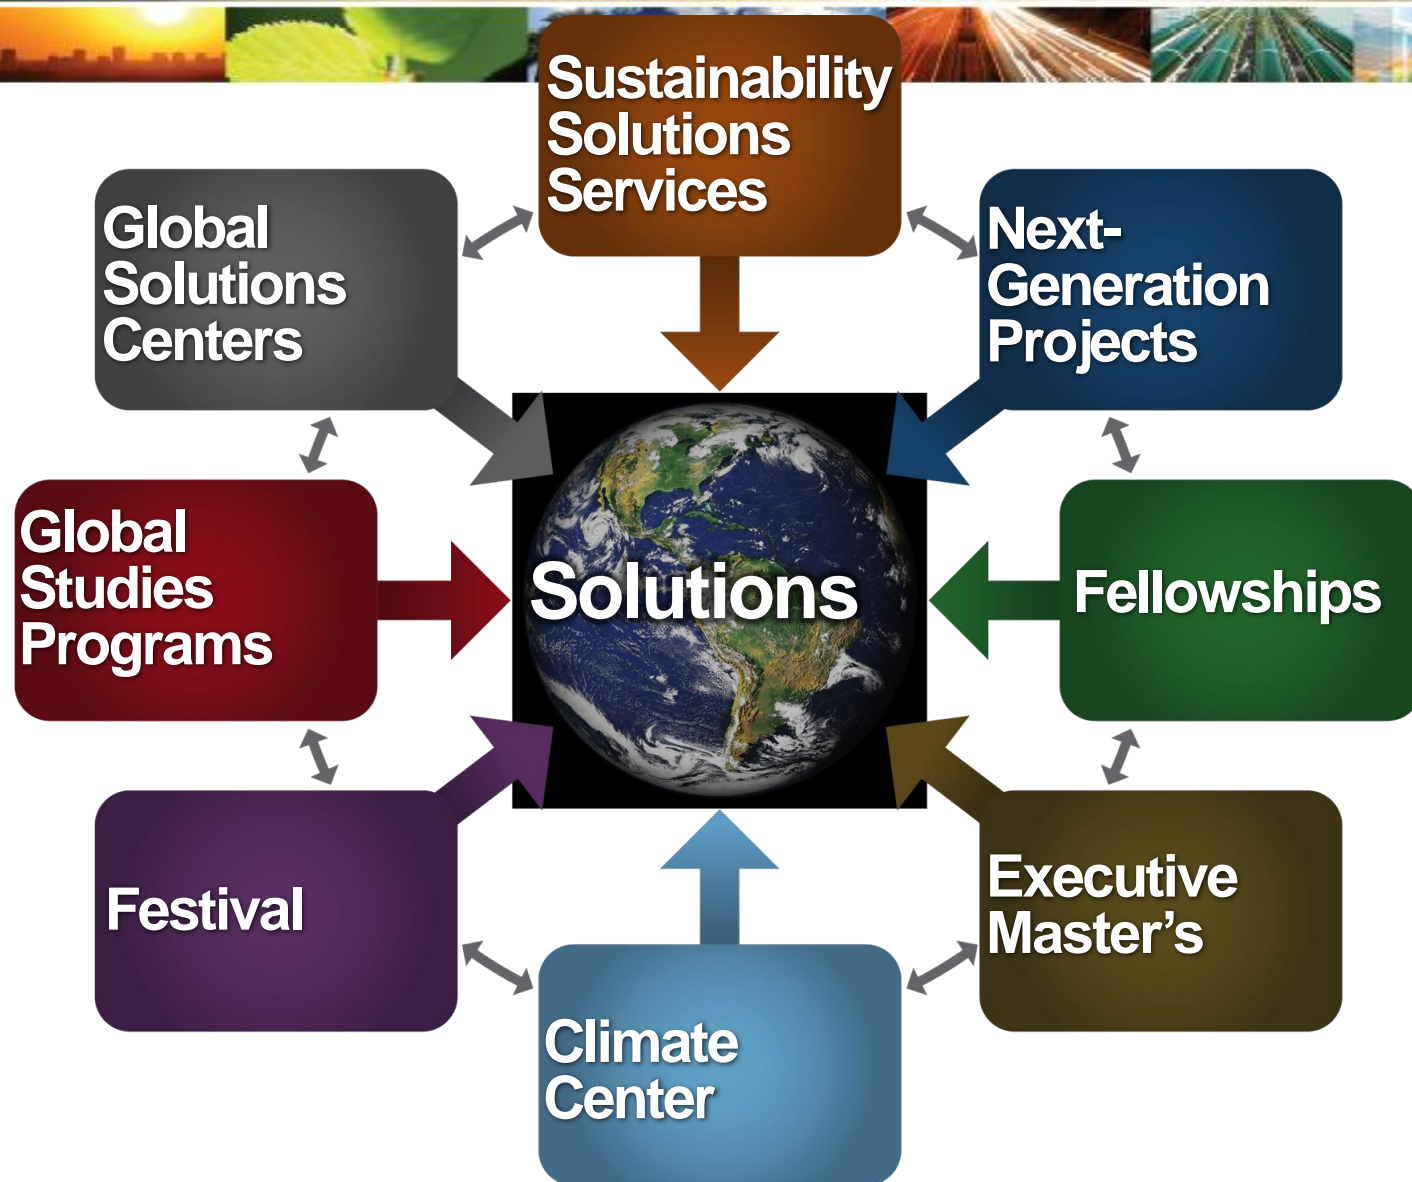 Sustainability
Solutions
Services
Global
Solutions
Centers
Next-
Generation
Projects
Global
Studies
Programs
Solutions
Fellowships
Festival
Executive
Master’s
Climate
Center